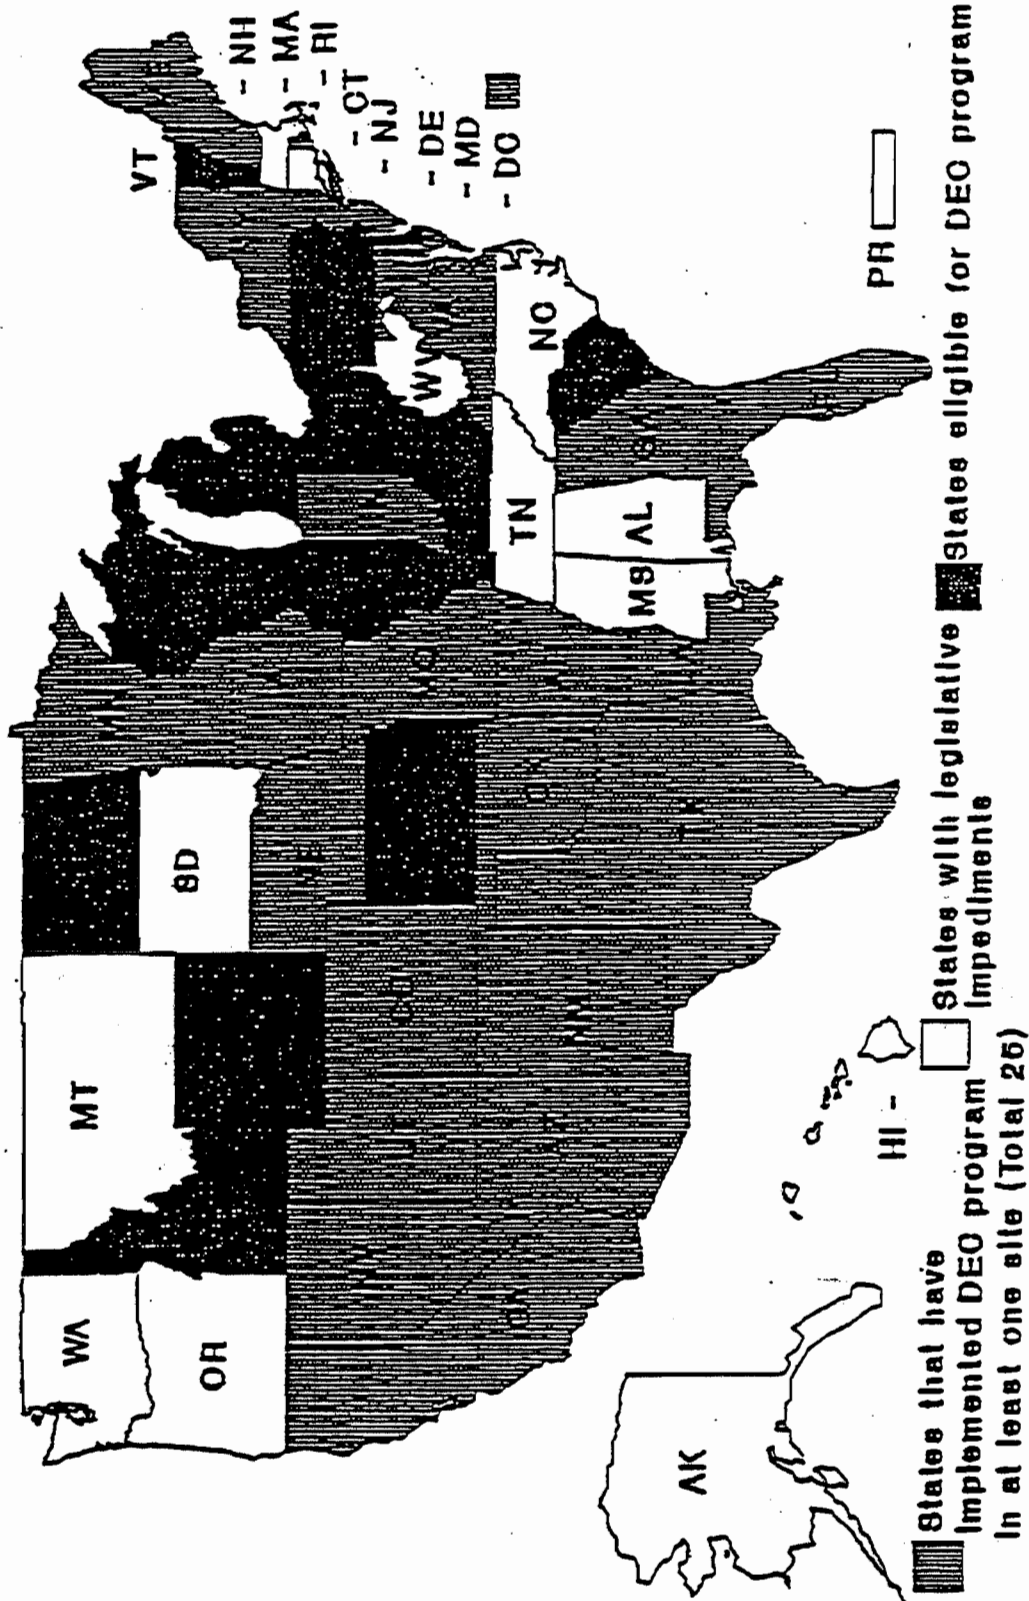 VT
-- NH
-- MA
-- RI
-- CT
-- NJ
-- DE
-- MD
-- DC
WA
MT
OR
SD
WV
NC
TN
MS
AL
AK
HI -
PR
States that have
Implemented DEC program
In at least one site (Total 26)
States with legislative
Impediments
States eligible for DEC program